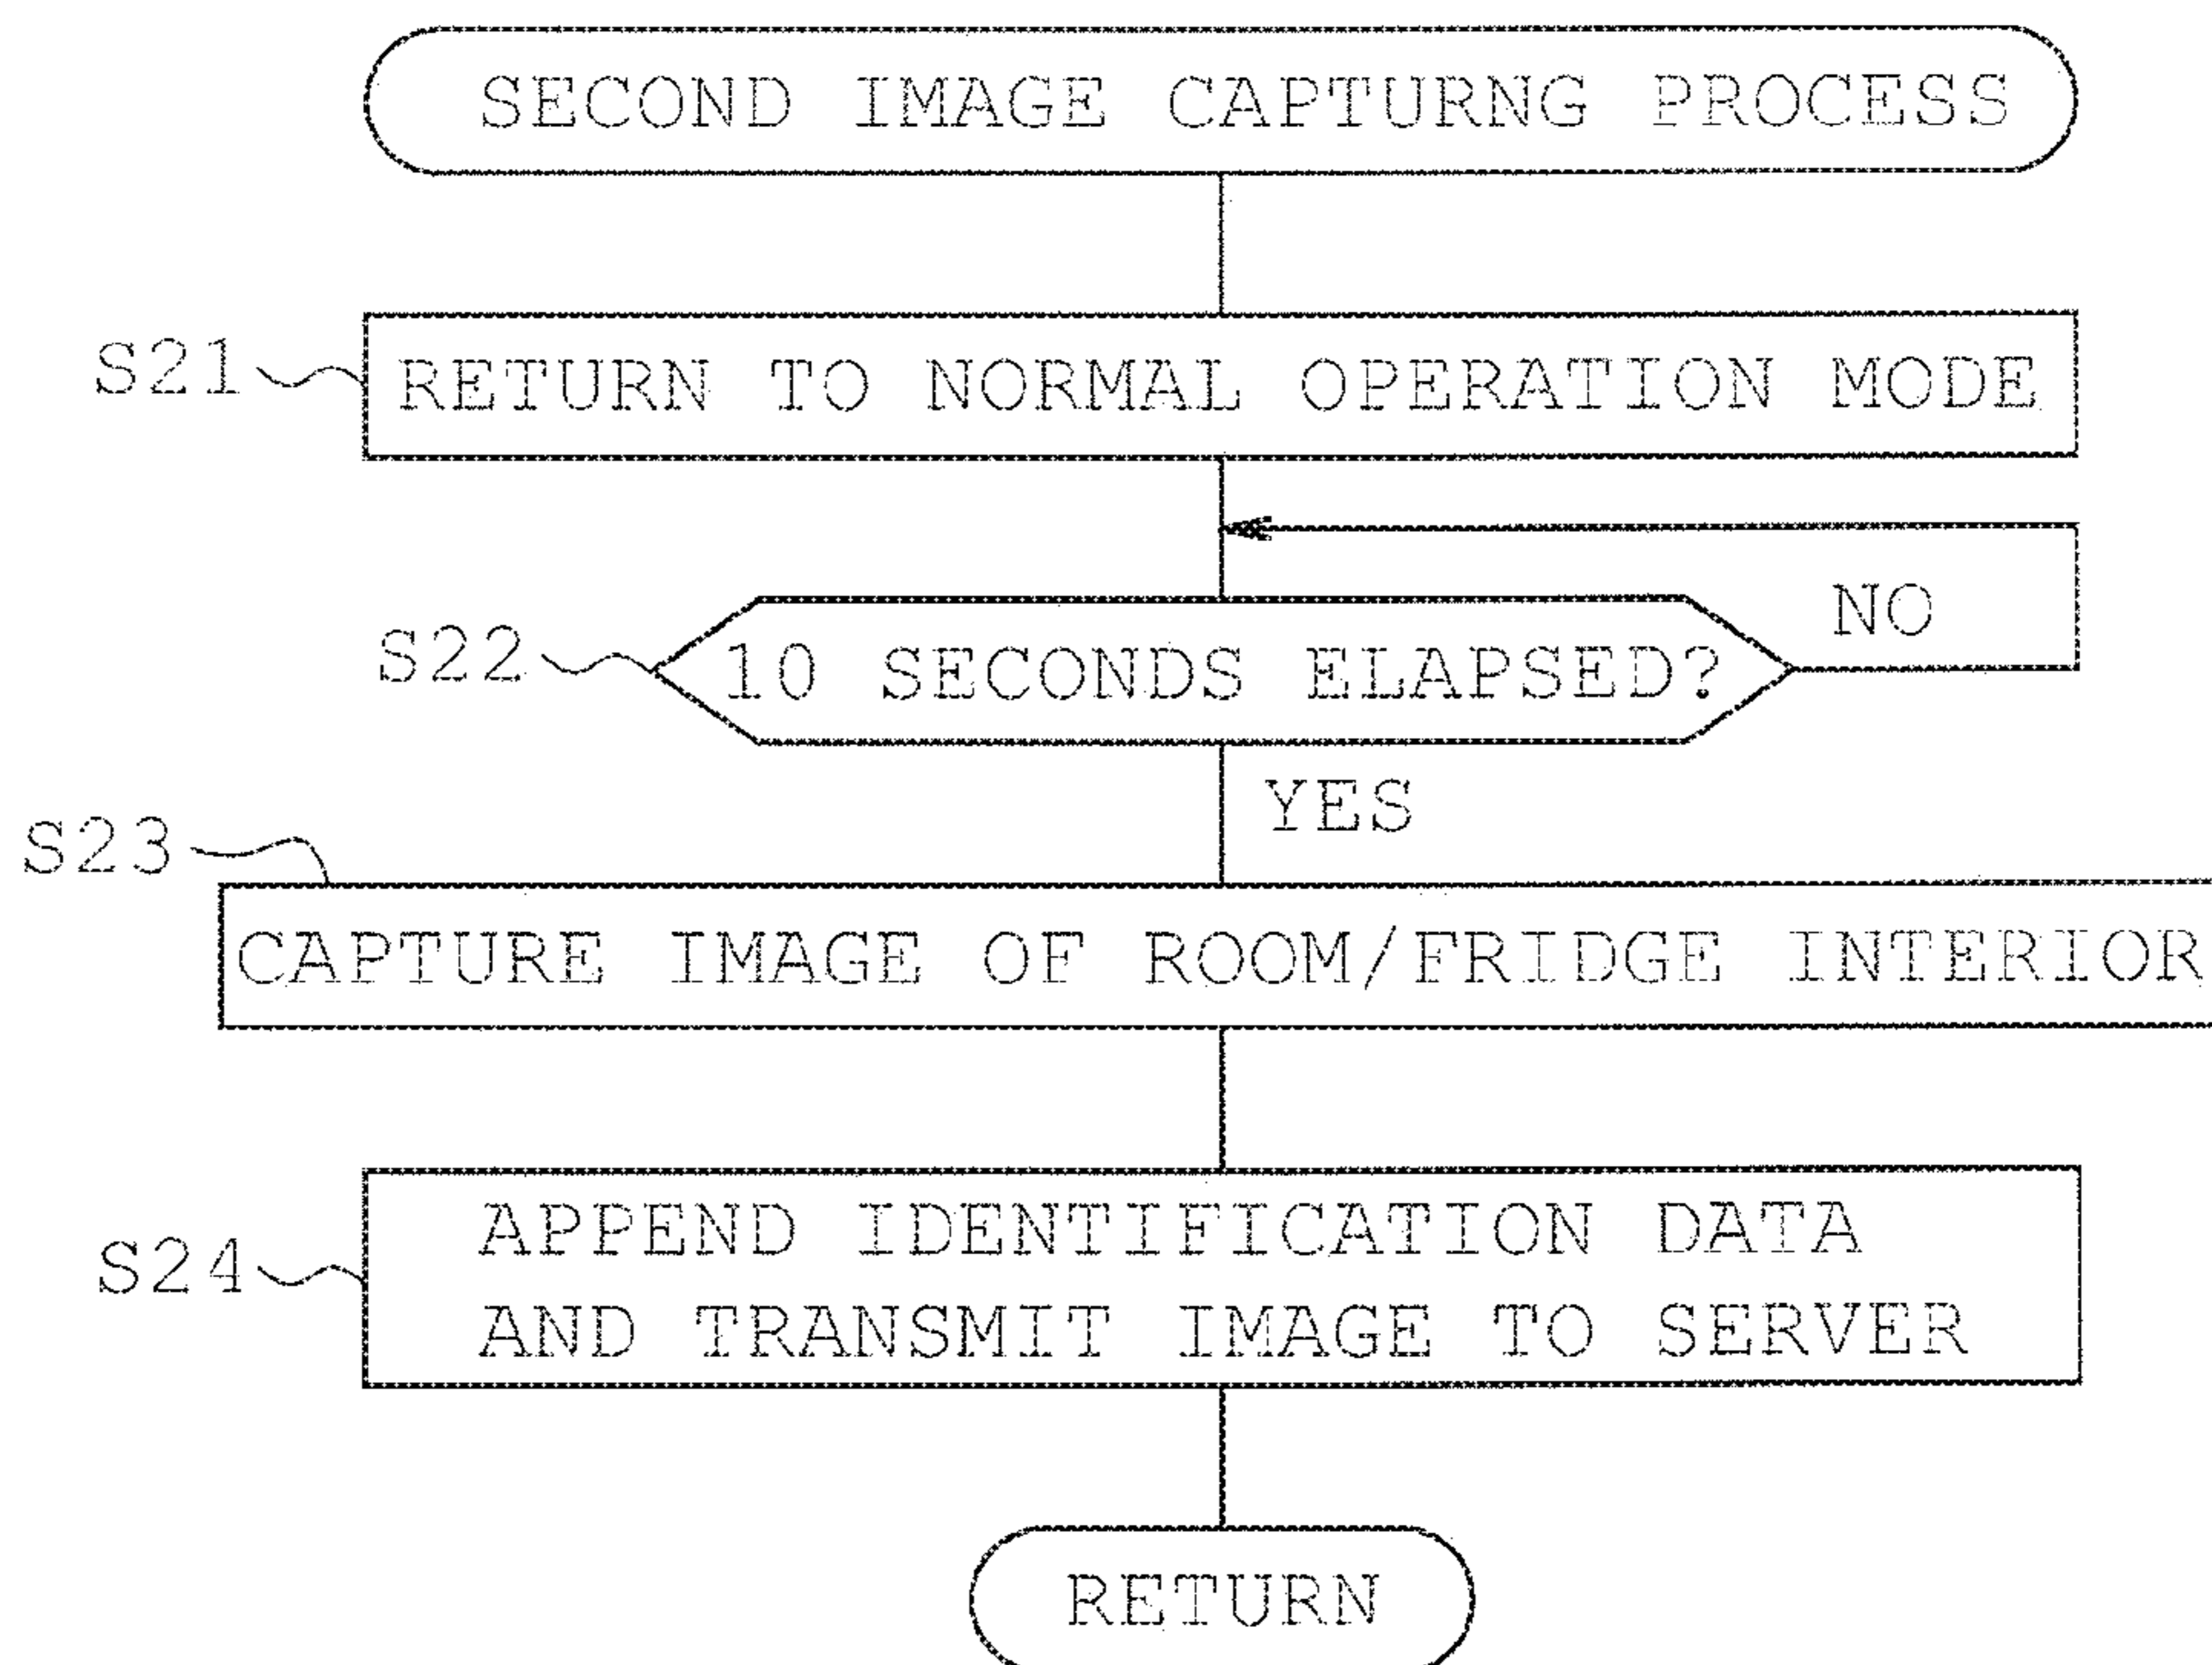 SECOND IMAGE CAPTURNG PROCESS
S21
RETURN TO NORMAL OPERATION MODE
NO
S22
10 SECONDS ELAPSED?
YES
S23
CAPTURE IMAGE OF ROOM/FRIDGE INTERIOR
S24
APPEND IDENTIFICATION DATA
AND TRANSMIT IMAGE TO SERVER
RETURN